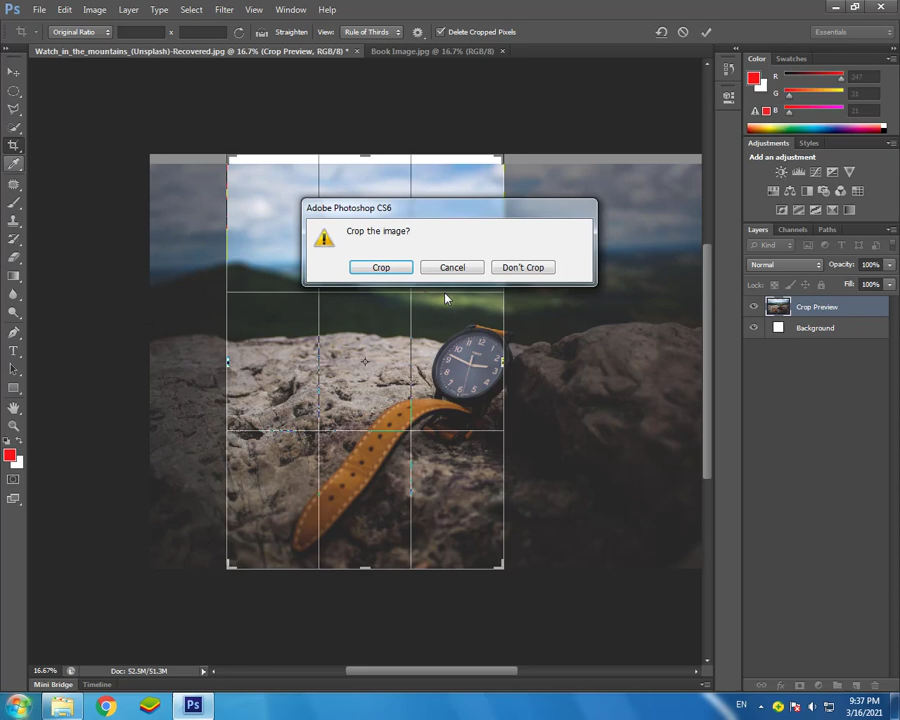 Ps File Edit Image Layer Type Select Filter View Window Help
Original Ratio x Straighten View: Rule of Thirds Delete Cropped Pixels Essentials
Watch_in_the_mountains_(Unsplash)-Recovered.jpg @ 16.7% (Crop Preview, RGB/8) * × Book Image.jpg @ 16.7% (RGB/8) ×
Color Swatches
R 247
G 21
B 21
Adjustments Styles
Add an adjustment
Adobe Photoshop CS6
Crop the image?
Crop Cancel Don't Crop
Layers Channels Paths
Kind
Normal Opacity: 100%
Lock: Fill: 100%
Crop Preview
Background
16.67% Doc: 52.5M/51.3M
Mini Bridge Timeline
Ps EN 9:37 PM
3/16/2021